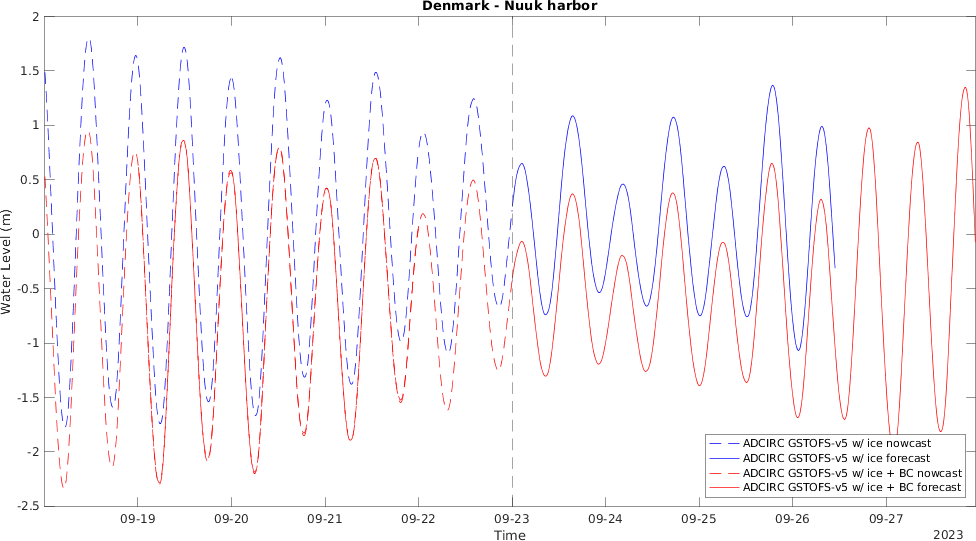 Denmark - Nuuk harbor
Water Level (m)
2
1.5
1
0.5
0
-0.5
-1
-1.5
-2
-2.5
ADCIRC GSTOFS-v5 w/ ice nowcast
ADCIRC GSTOFS-v5 w/ ice forecast
ADCIRC GSTOFS-v5 w/ ice + BC nowcast
ADCIRC GSTOFS-v5 w/ ice + BC forecast
09-19 09-20 09-21 09-22 09-23 09-24 09-25 09-26 09-27
Time
2023